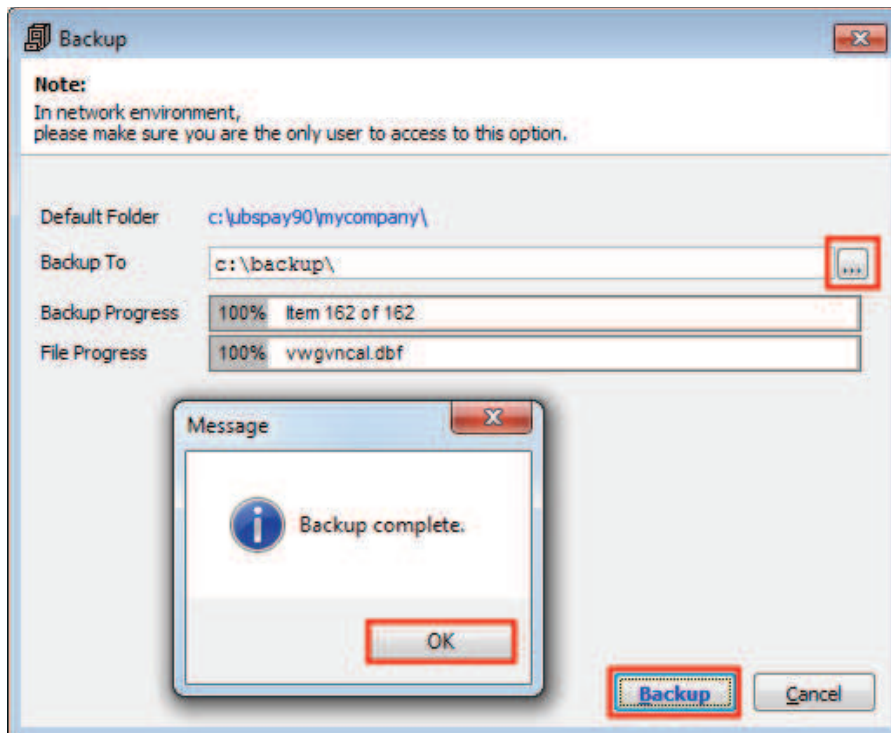 Backup
Note:
In network environment,
please make sure you are the only user to access to this option.
Default Folder c:\ubspay90\mycompany\
Backup To c:\backup\ ...
Backup Progress 100% Item 162 of 162
File Progress 100% vwgvncal.dbf
Message
Backup complete.
OK
Backup Cancel